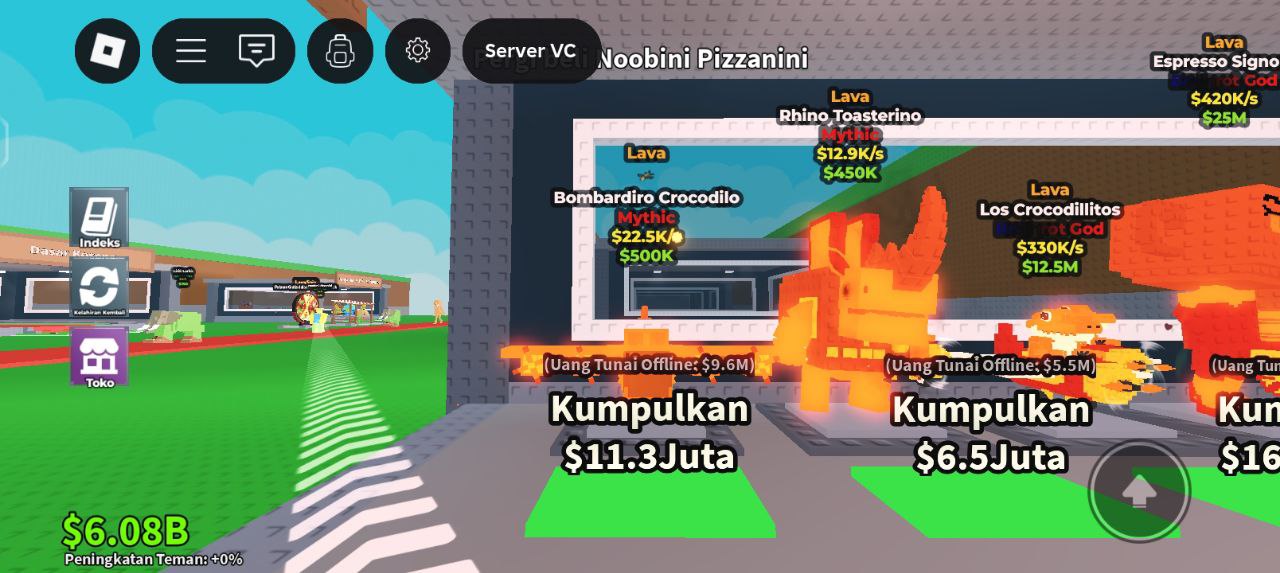 Server VC
Noobini Pizzanini
Lava
Espresso Signo
God
$420K/s
$25M
Lava
Rhino Toasterino
Mythic
$12.9K/s
$450K
Lava
Bombardiro Crocodilo
Mythic
$22.5K/s
$500K
Lava
Los Crocodillitos
God
$330K/s
$12.5M
Indeks
Kelahiran Kembali
Toko
(Uang Tunai Offline: $9.6M)
Kumpulkan
$11.3Juta
(Uang Tunai Offline: $5.5M)
Kumpulkan
$6.5Juta
(Uang Tun
Kun
$16
$6.08B
Peningkatan Teman: +0%